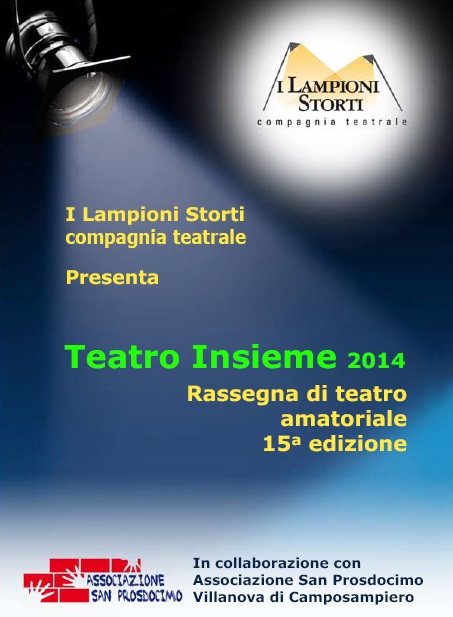 I LAMPIONI
STORTI
compagnia teatrale
I Lampioni Storti
compagnia teatrale
Presenta
Teatro Insieme 2014
Rassegna di teatro
amatoriale
15ª edizione
ASSOCIAZIONE
SAN PROSDOCIMO
In collaborazione con
Associazione San Prosdocimo
Villanova di Camposampiero